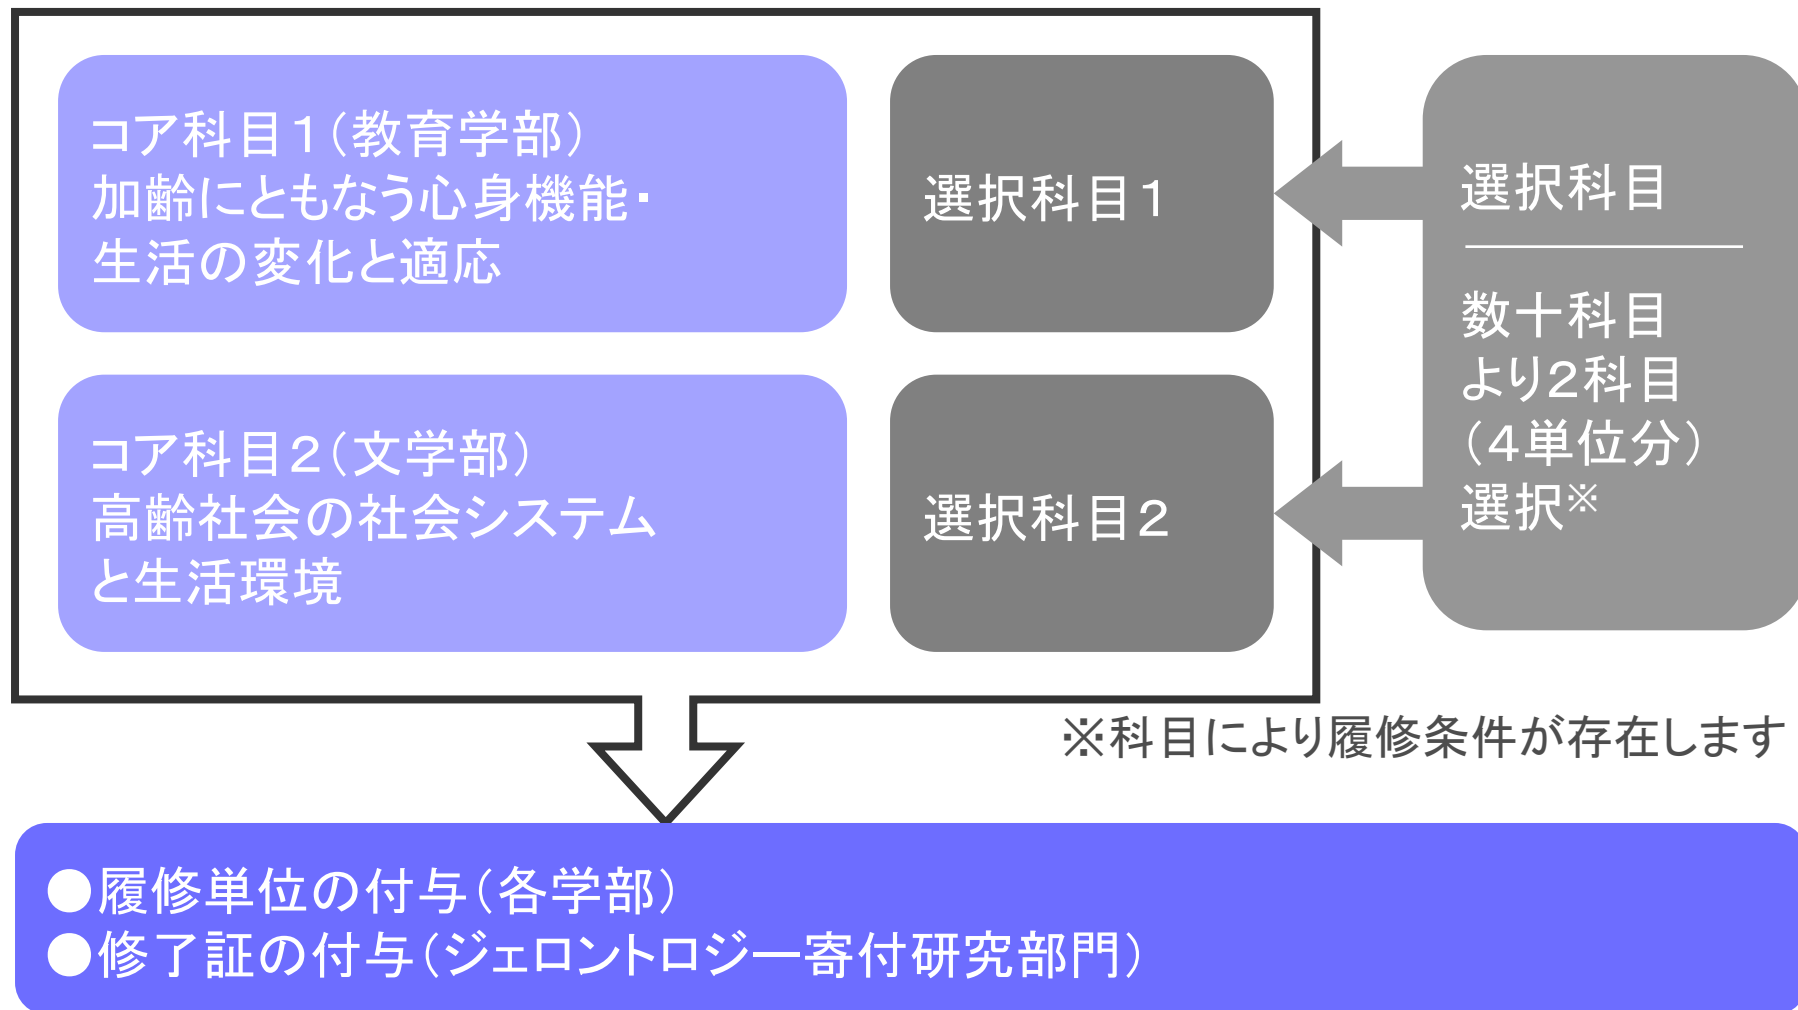 コア科目1（教育学部）
加齢にともなう心身機能・
生活の変化と適応
選択科目1
コア科目2（文学部）
高齢社会の社会システム
と生活環境
選択科目2
選択科目
数十科目
より2科目
（4単位分）
選択※
※科目により履修条件が存在します
●履修単位の付与（各学部）
●修了証の付与（ジェロントロジー寄付研究部門）